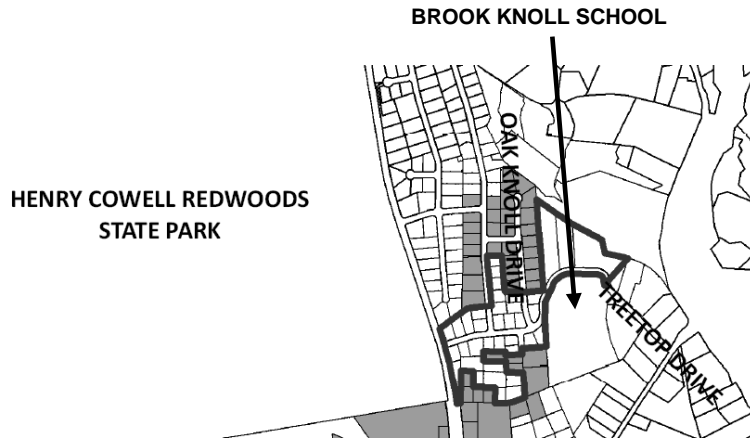 BROOK KNOLL SCHOOL
OAK KNOLL DRIVE
HENRY COWELL REDWOODS
STATE PARK
TREETOP DRIVE